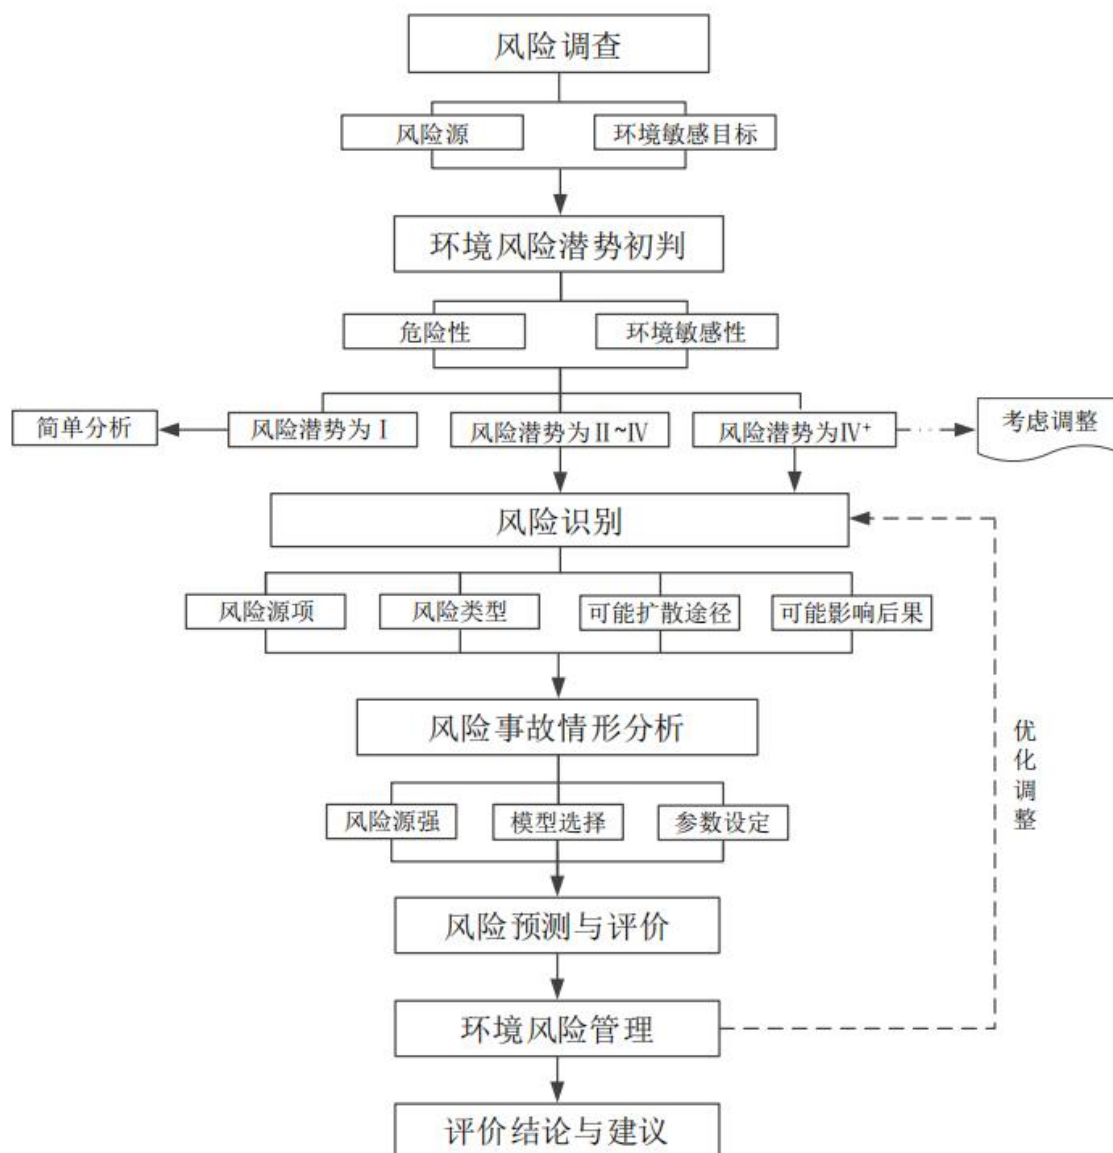 风险调查
风险源
环境敏感目标
环境风险潜势初判
危险性
环境敏感性
简单分析
风险潜势为Ⅰ
风险潜势为Ⅱ~Ⅳ
风险潜势为Ⅳ⁺
考虑调整
风险识别
风险源项
风险类型
可能扩散途径
可能影响后果
风险事故情形分析
优化调整
风险源强
模型选择
参数设定
风险预测与评价
环境风险管理
评价结论与建议